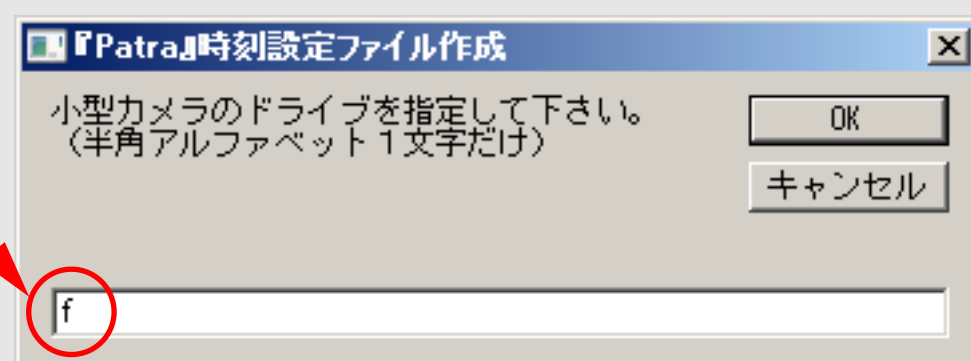 『Patra』時刻設定ファイル作成
小型カメラのドライブを指定して下さい。
(半角アルファベット１文字だけ)
OK
キャンセル
f